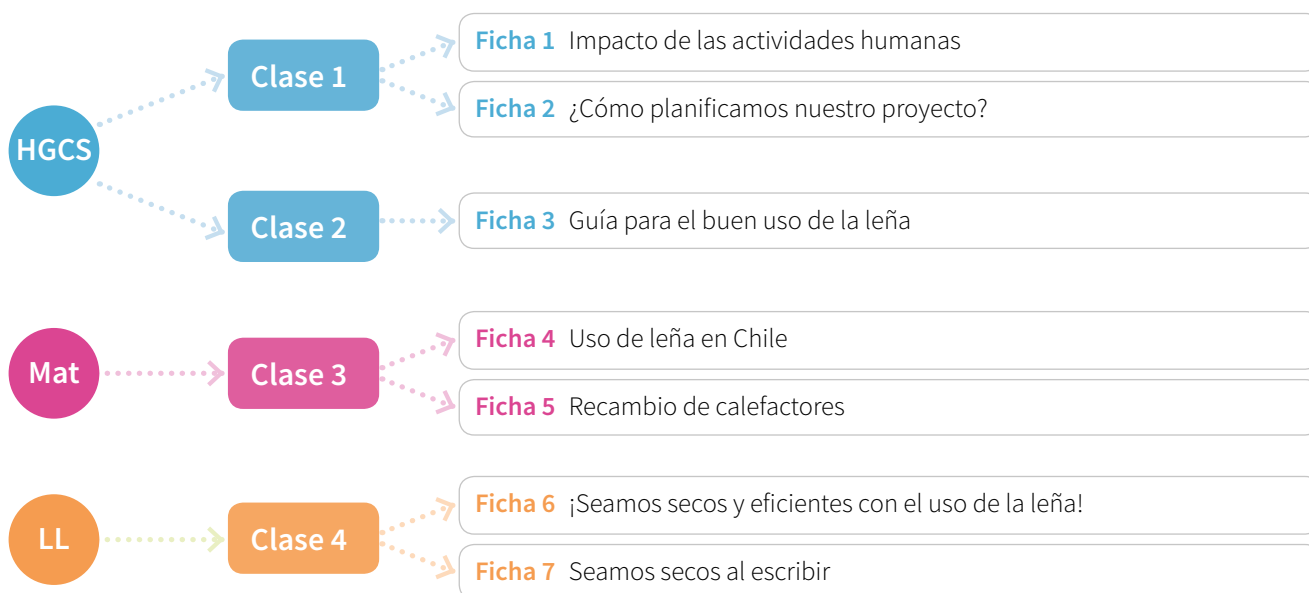 HGCS
Clase 1
Ficha 1 Impacto de las actividades humanas
Ficha 2 ¿Cómo planificamos nuestro proyecto?
Clase 2
Ficha 3 Guía para el buen uso de la leña
Mat
Clase 3
Ficha 4 Uso de leña en Chile
Ficha 5 Recambio de calefactores
LL
Clase 4
Ficha 6 ¡Seamos secos y eficientes con el uso de la leña!
Ficha 7 Seamos secos al escribir